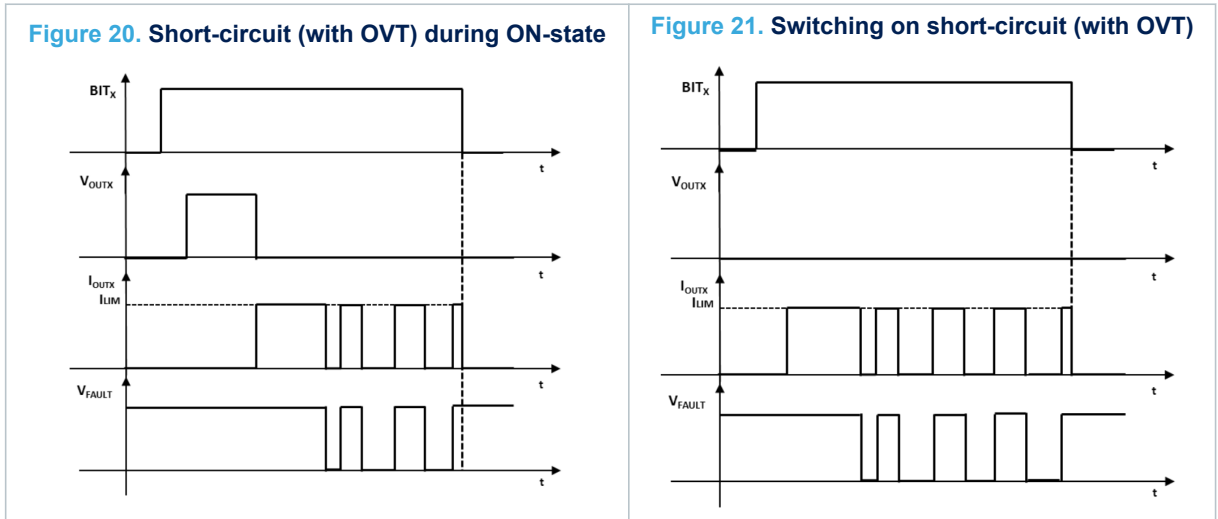 Figure 20. Short-circuit (with OVT) during ON-state
BITX
t
VOUTX
t
IOUTX
ILIM
t
VFAULT
t
Figure 21. Switching on short-circuit (with OVT)
BITX
t
VOUTX
t
IOUTX
ILIM
t
VFAULT
t